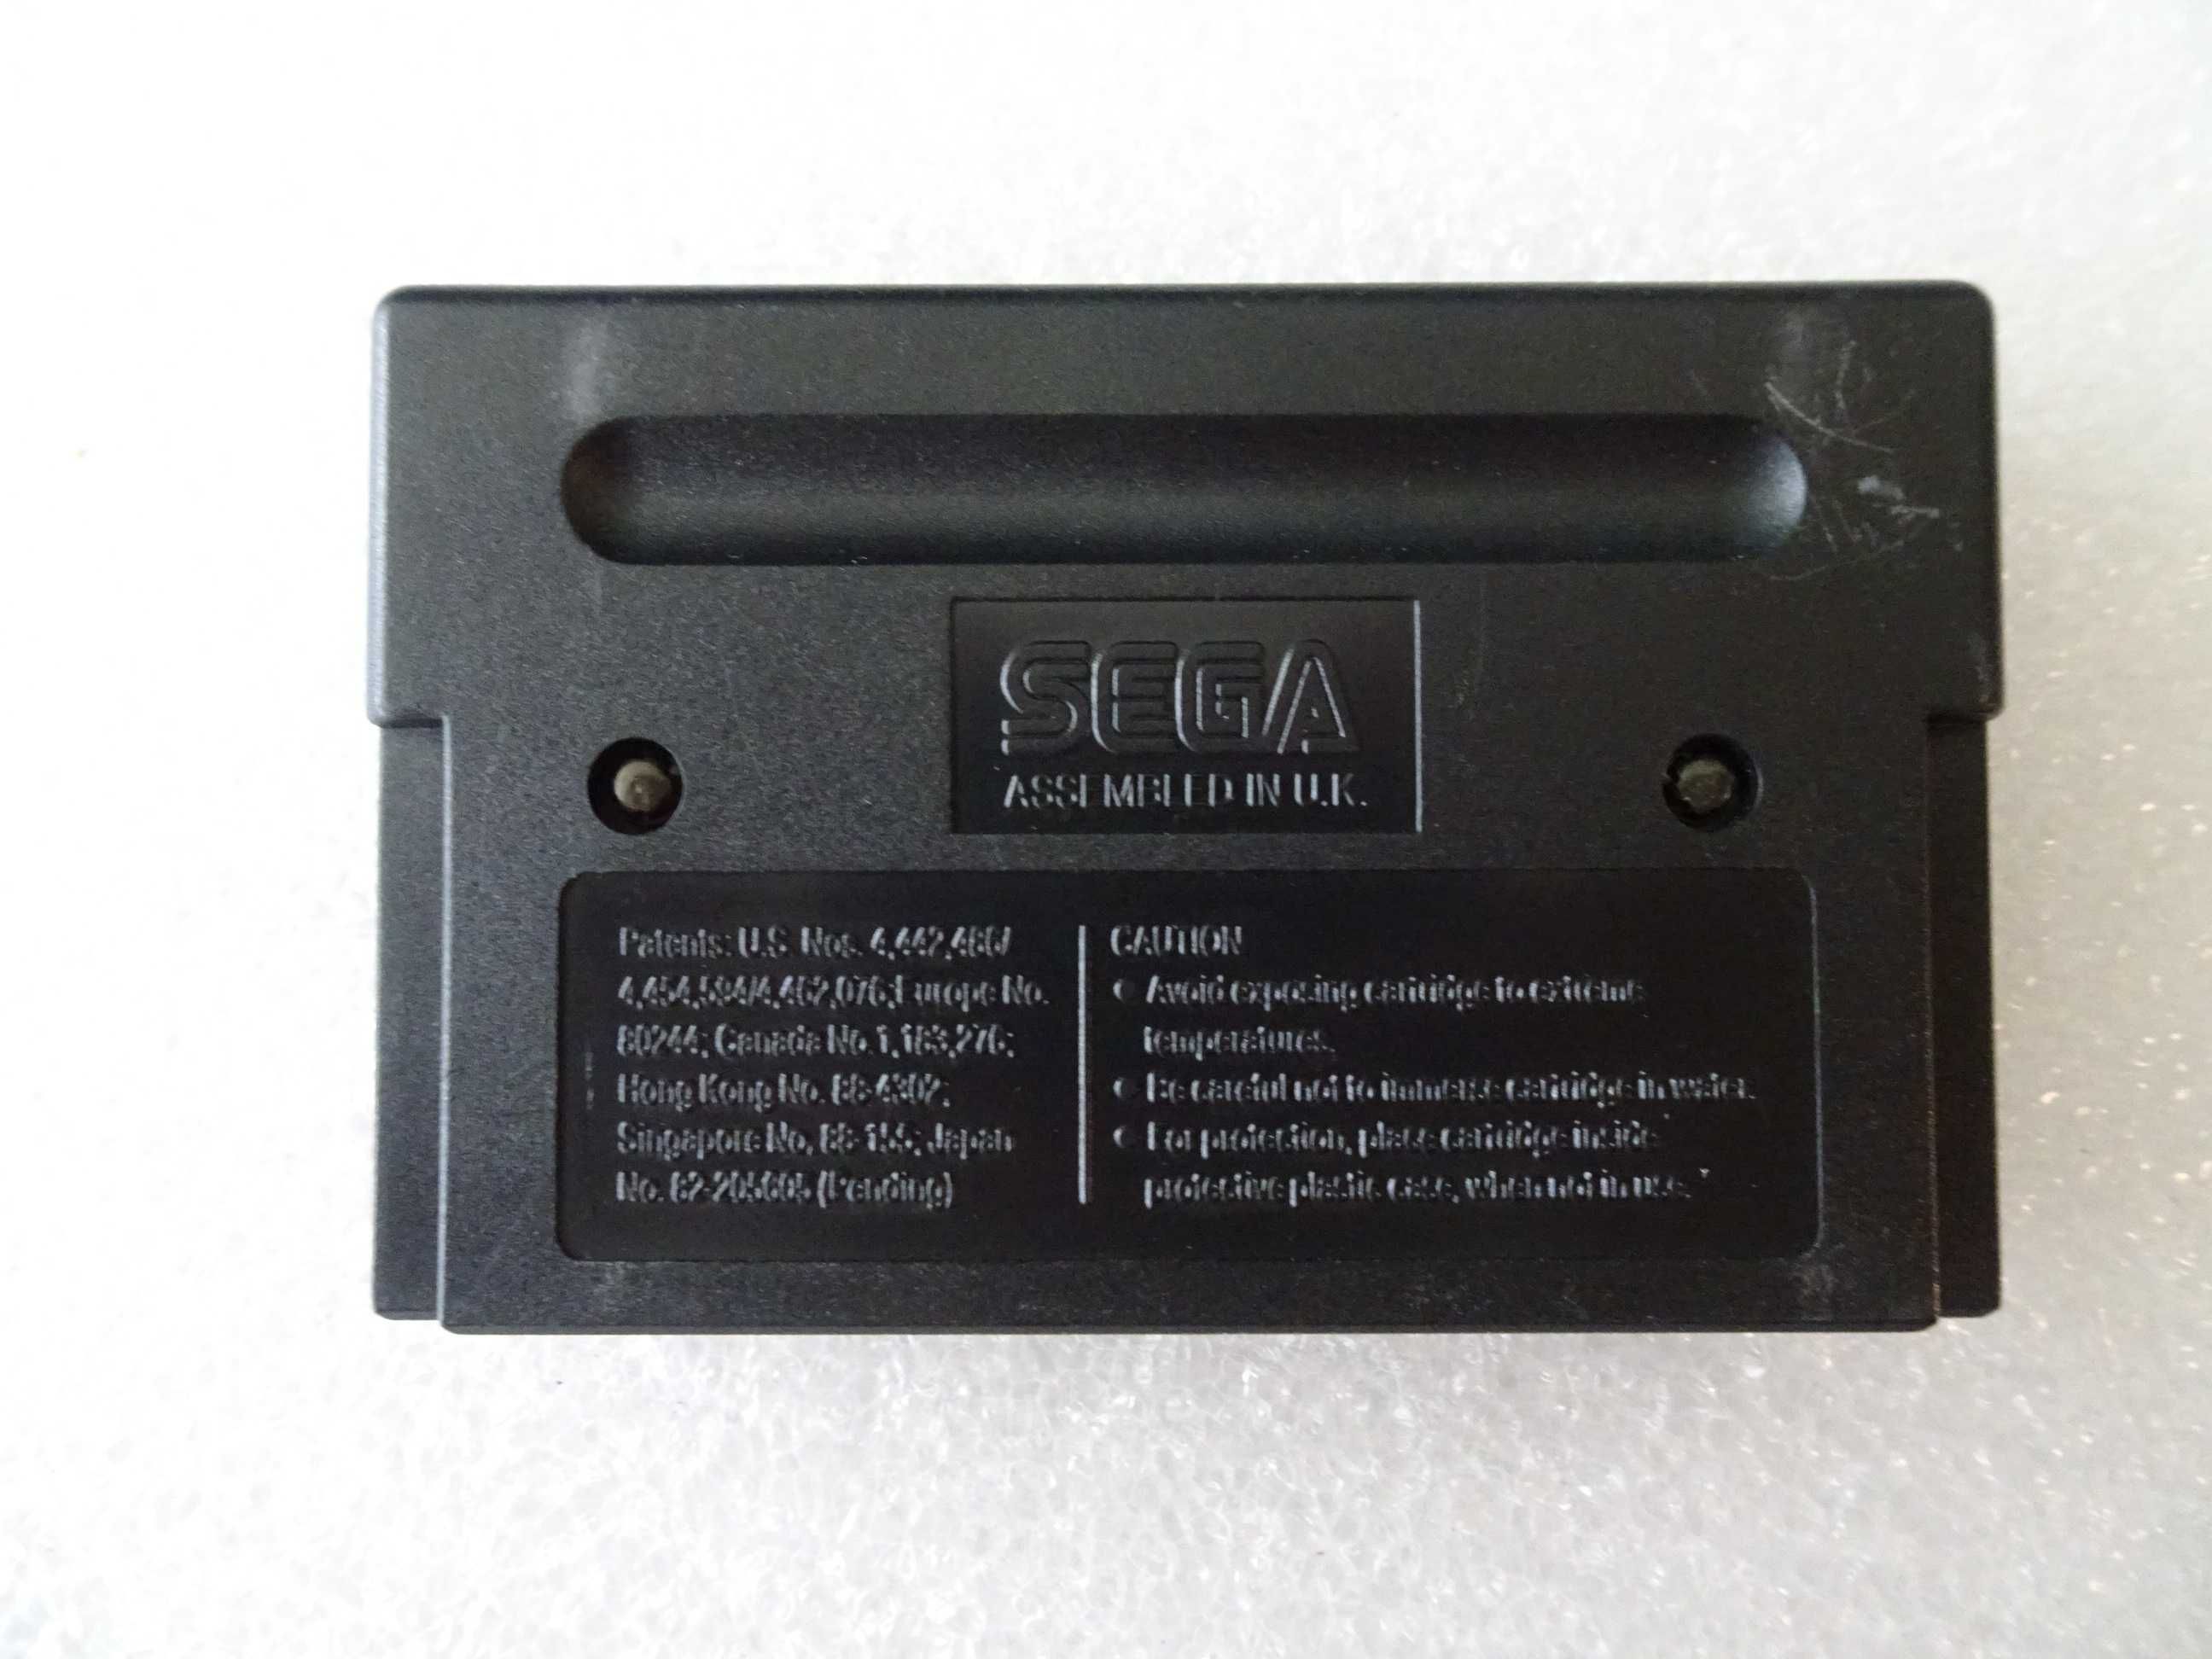 SEGA
ASSEMBLED IN U.K.
Patents: U.S. Nos. 4,442,486/
4,454,594/4,462,076; Europe No.
80244; Canada No. 1,183,276;
Hong Kong No. 88-4302;
Singapore No. 88-155; Japan
No. 82-205605 (Pending)
CAUTION
• Avoid exposing cartridge to extreme
temperatures.
• Be careful not to immerse cartridge in water.
• For protection, place cartridge inside
protective plastic case, when not in use.